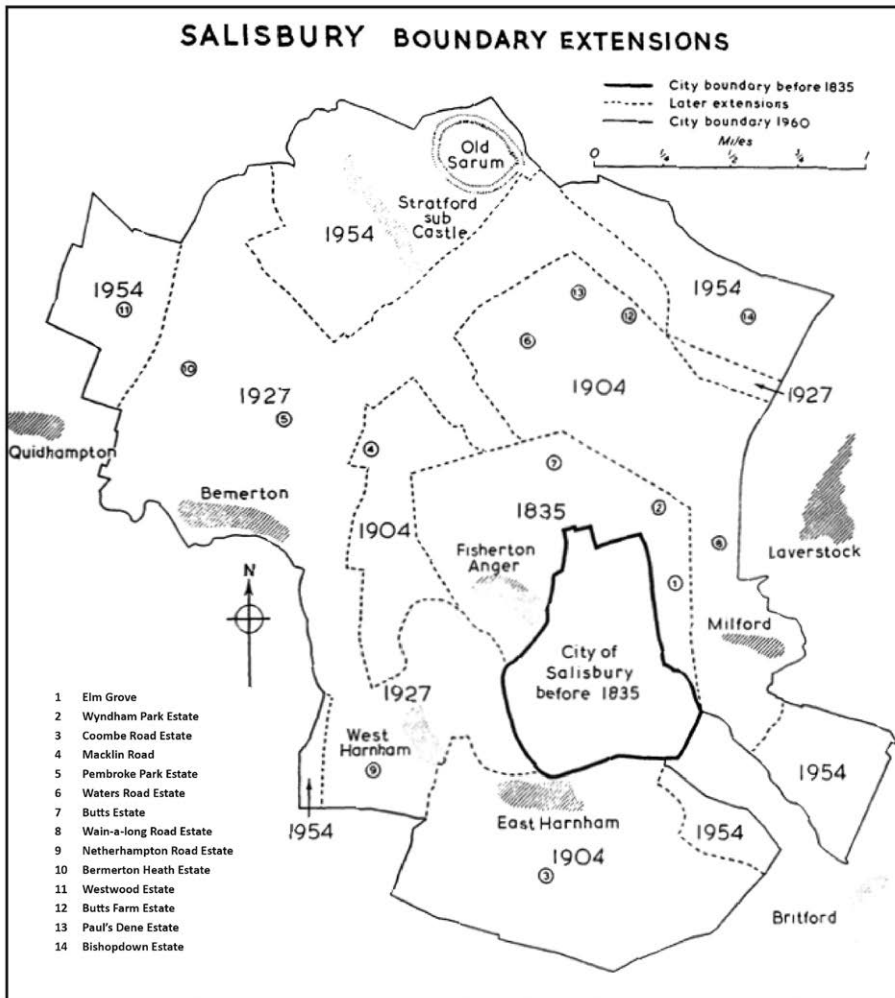 SALISBURY BOUNDARY EXTENSIONS
City boundary before 1835
Later extensions
City boundary 1960
Miles
0 1/4 1/2 3/4 1
Old
Sarum
Stratford
sub
Castle
1954
1954
11
1954
13
12
14
6
10
1904
1927
1927
5
4
Quidhampton
7
Bemerton
1835
2
1904
Fisherton
Anger
8
Laverstock
N
1
Milford
City of
Salisbury
before 1835
1927
West
Harnham
9
1954
1954
East Harnham
1954
1904
3
Britford
1 Elm Grove
2 Wyndham Park Estate
3 Coombe Road Estate
4 Macklin Road
5 Pembroke Park Estate
6 Waters Road Estate
7 Butts Estate
8 Wain-a-long Road Estate
9 Netherhampton Road Estate
10 Bermerton Heath Estate
11 Westwood Estate
12 Butts Farm Estate
13 Paul's Dene Estate
14 Bishopdown Estate